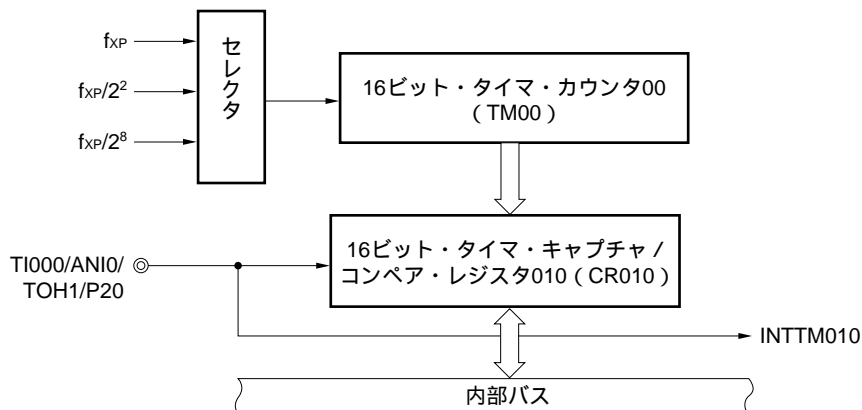 fXP
fXP/2²
fXP/2⁸
セレクタ
16ビット・タイマ・カウンタ00
(TM00)
16ビット・タイマ・キャプチャ/
コンペア・レジスタ010(CR010)
TI000/ANI0/
TOH1/P20
INTTM010
内部バス